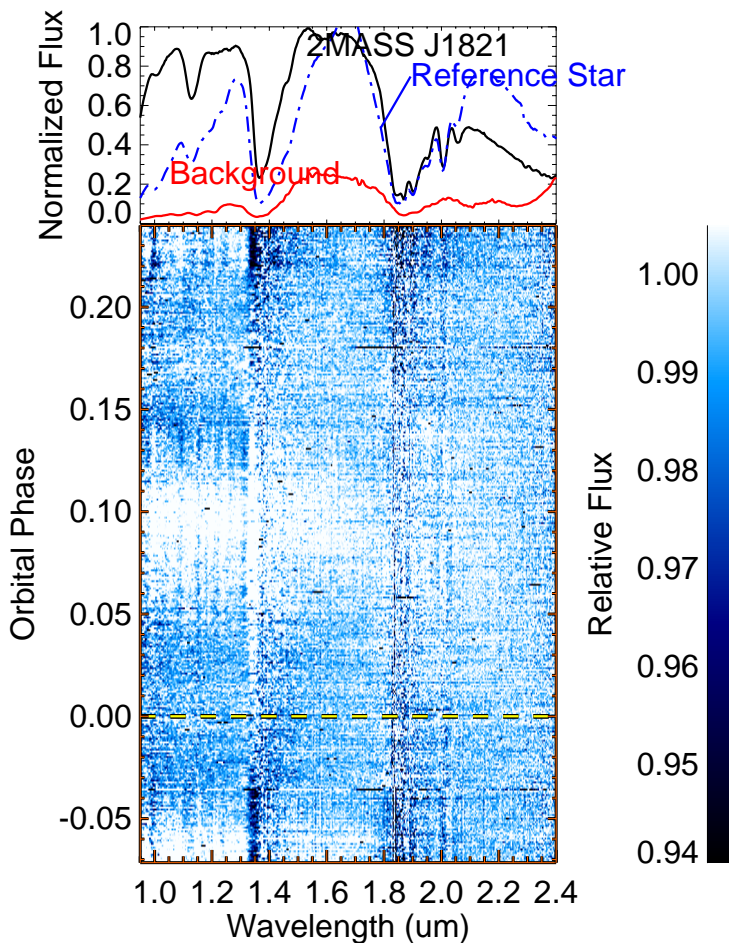 1.0
0.8
0.6
0.4
0.2
0.0
Normalized Flux
2MASS J1821
Reference Star
Background
0.20
0.15
0.10
0.05
0.00
-0.05
Orbital Phase
1.0 1.2 1.4 1.6 1.8 2.0 2.2 2.4
Wavelength (um)
Relative Flux
1.00
0.99
0.98
0.97
0.96
0.95
0.94